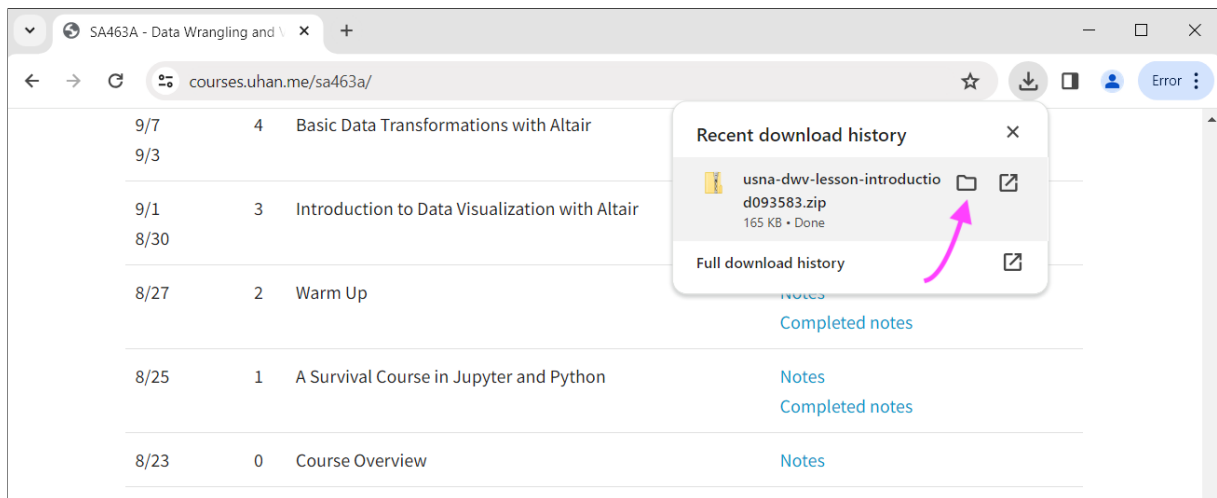 SA463A - Data Wrangling and
courses.uhan.me/sa463a/
Error
9/7 4 Basic Data Transformations with Altair
9/3
9/1 3 Introduction to Data Visualization with Altair
8/30
8/27 2 Warm Up Notes
Completed notes
8/25 1 A Survival Course in Jupyter and Python Notes
Completed notes
8/23 0 Course Overview Notes
Recent download history
usna-dwv-lesson-introductio
d093583.zip
165 KB • Done
Full download history